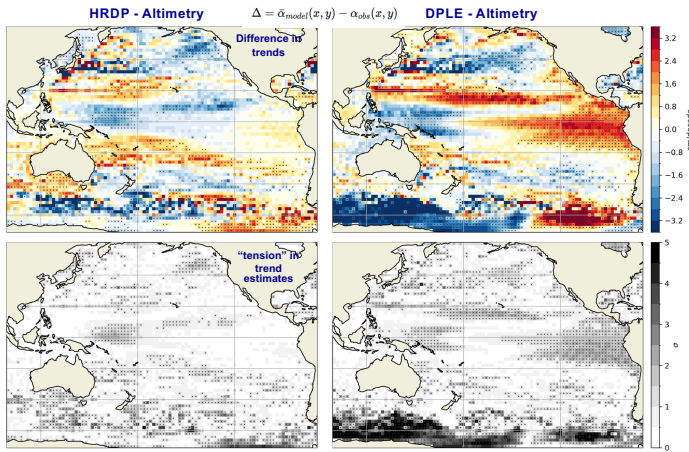 HRDP - Altimetry
Δ = ᾱ_model(x, y) − α_obs(x, y)
DPLE - Altimetry
Difference in
trends
3.2
2.4
1.6
0.8
0.0
−0.8
−1.6
−2.4
−3.2
"tension" in
trend
estimates
5
4
3
2
1
0
σ